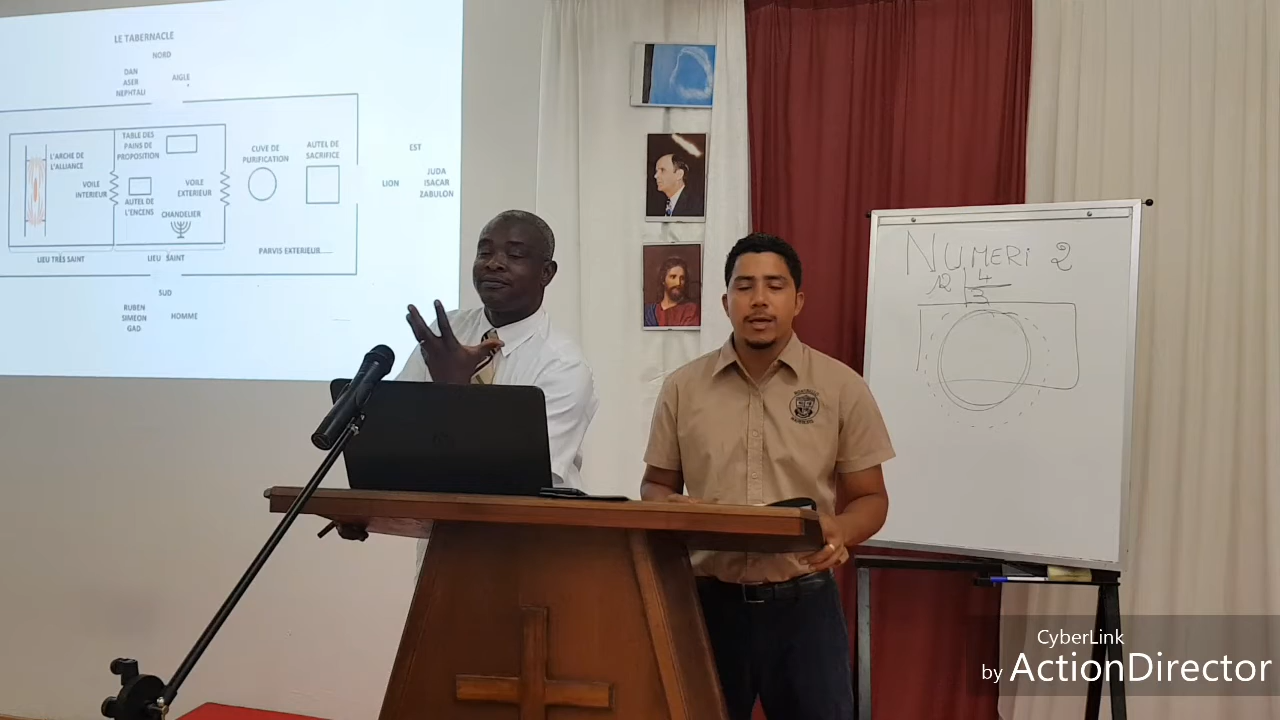 LE TABERNACLE
NORD
DAN
ASER
NEPHTALI
AIGLE
TABLE DES
PAINS DE
PROPOSITION
L'ARCHE DE
L'ALLIANCE
VOILE
INTERIEUR
AUTEL DE
L'ENCENS
VOILE
EXTERIEUR
CHANDELIER
CUVE DE
PURIFICATION
AUTEL DE
SACRIFICE
EST
LION
JUDA
ISACAR
ZABULON
PARVIS EXTERIEUR
LIEU TRÈS SAINT
LIEU SAINT
SUD
RUBEN
SIMEON
GAD
HOMME
NUMERI 2
12 4
3
CyberLink
by ActionDirector